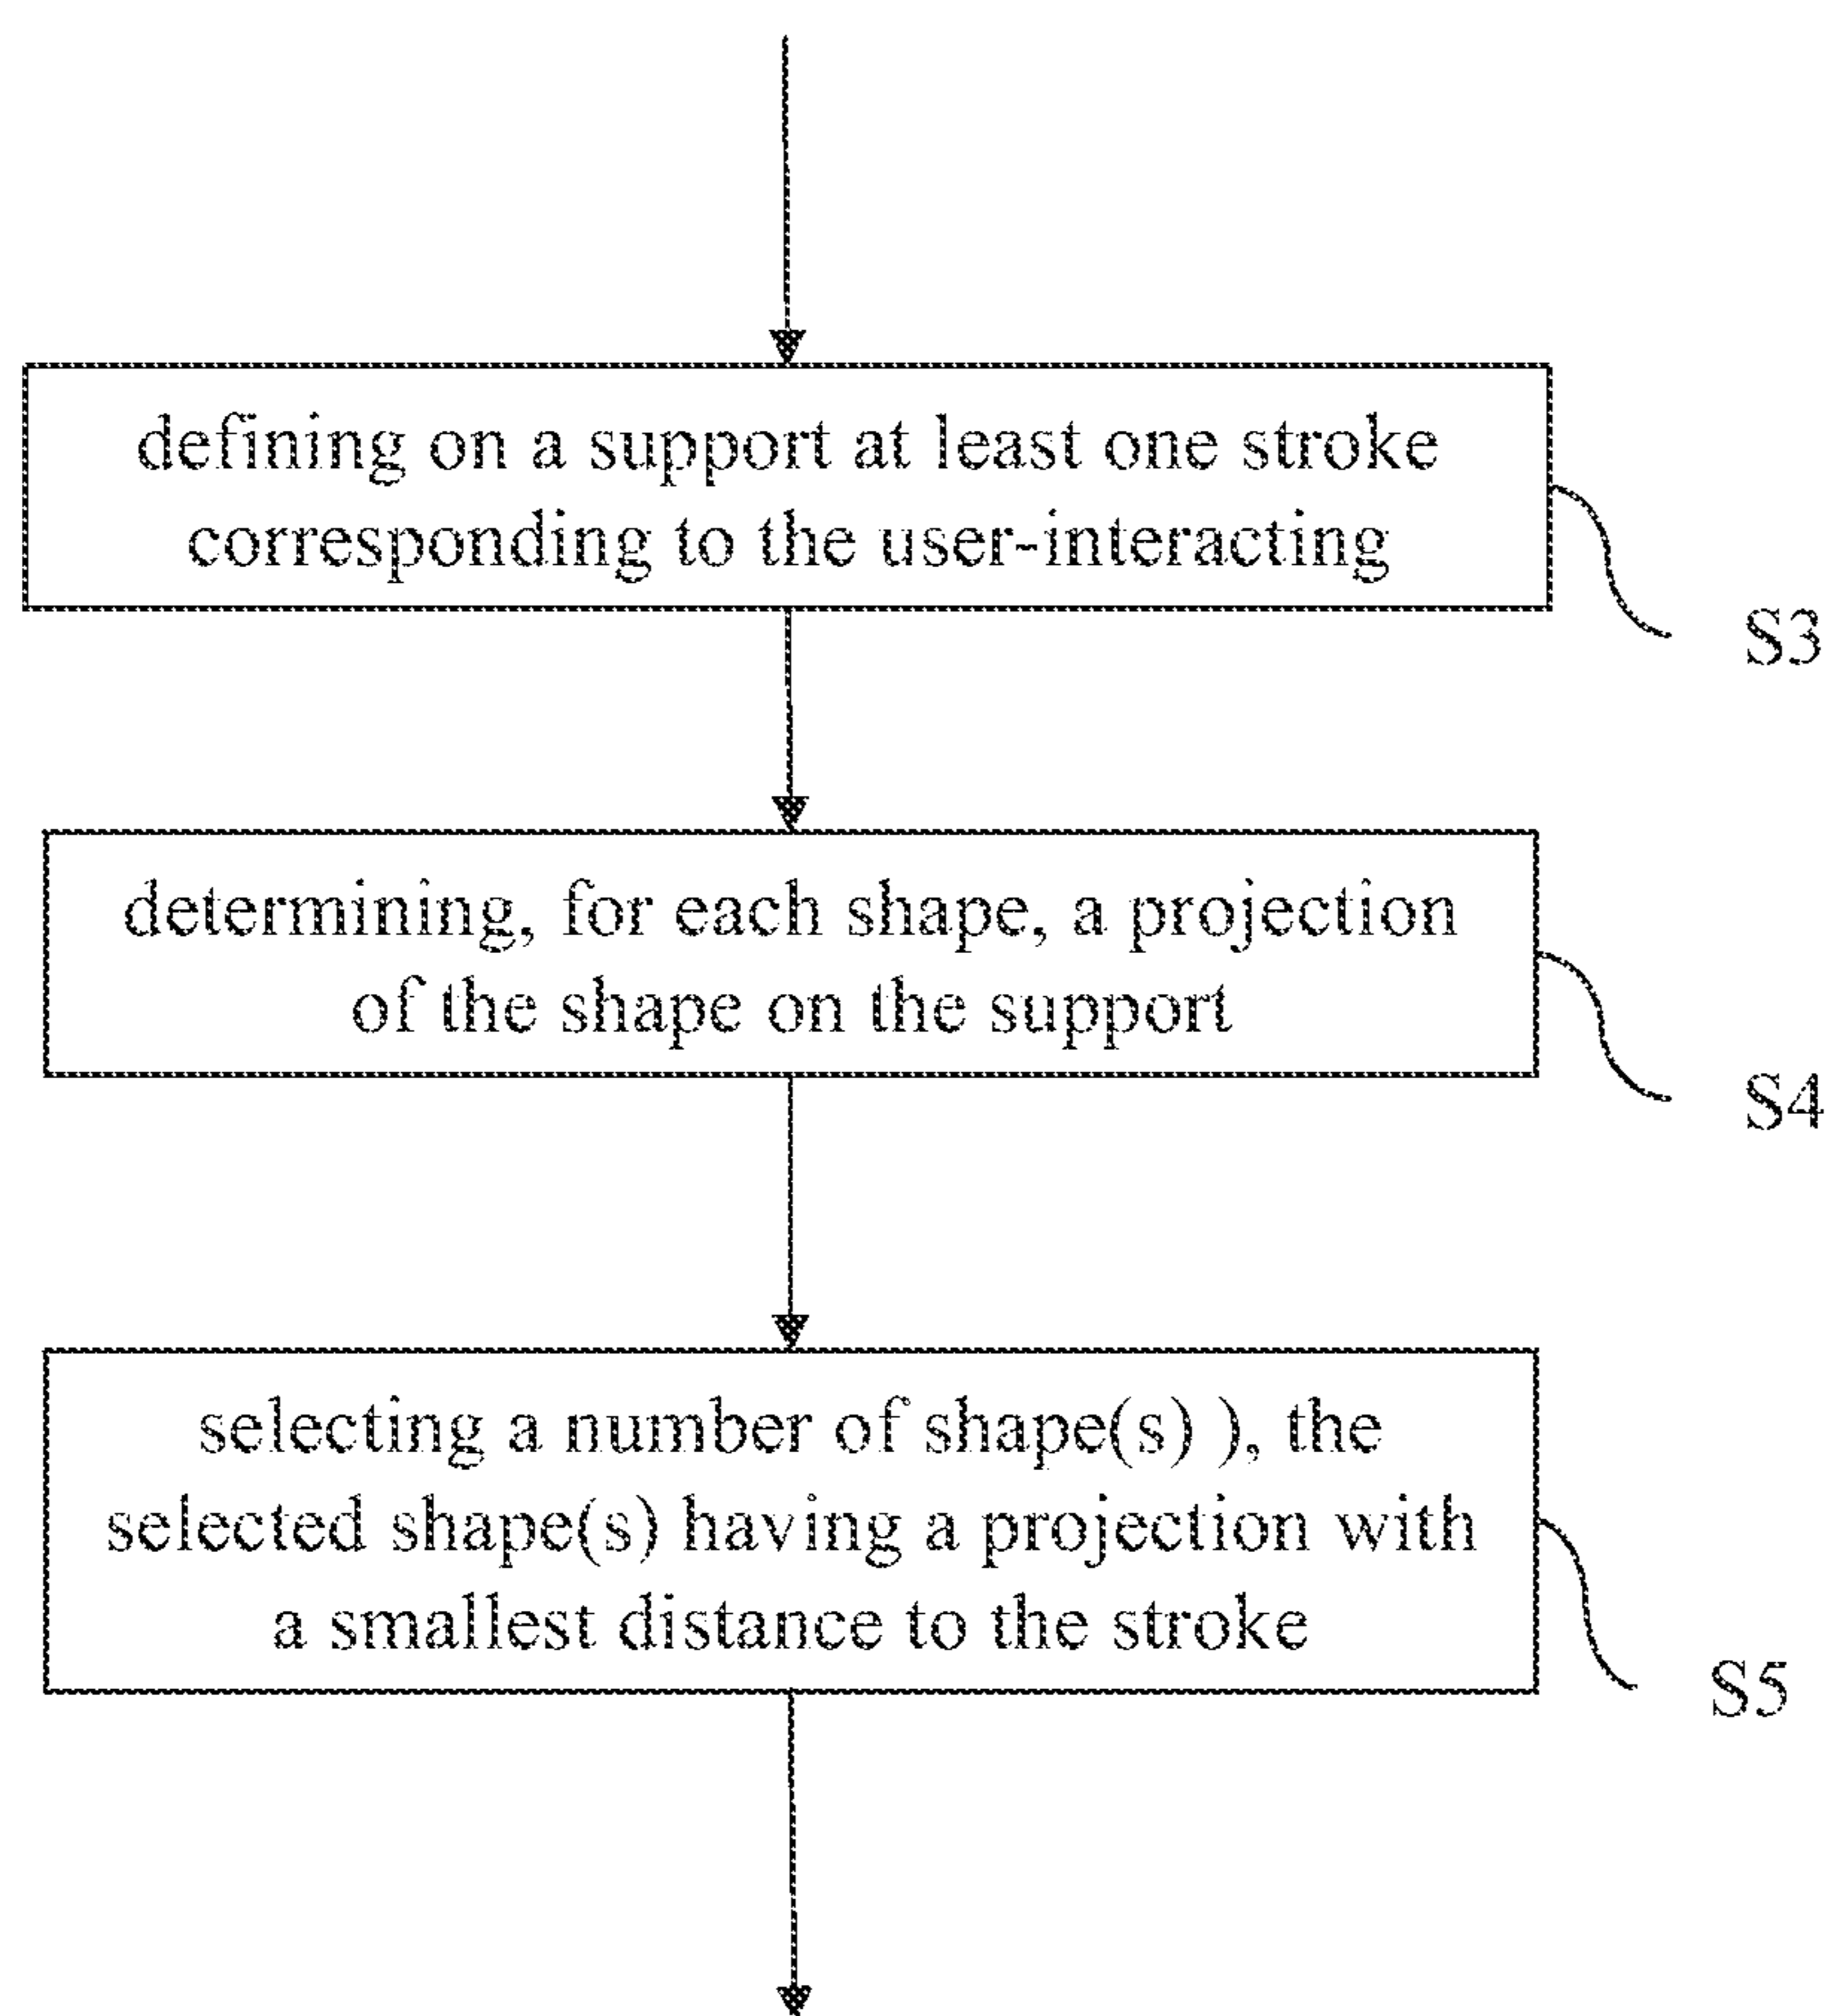 defining on a support at least one stroke
corresponding to the user-interacting
S3
determining, for each shape, a projection
of the shape on the support
S4
selecting a number of shape(s) ), the
selected shape(s) having a projection with
a smallest distance to the stroke
S5